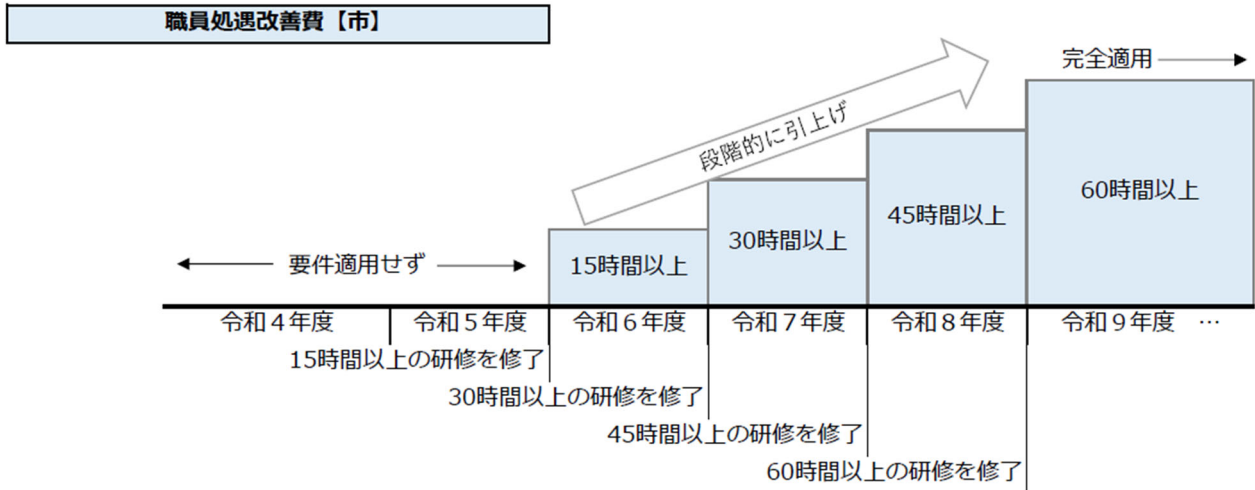 職員処遇改善費【市】
完全適用
段階的に引上げ
60時間以上
45時間以上
30時間以上
15時間以上
要件適用せず
令和４年度
令和５年度
令和６年度
令和７年度
令和８年度
令和９年度 …
15時間以上の研修を修了
30時間以上の研修を修了
45時間以上の研修を修了
60時間以上の研修を修了